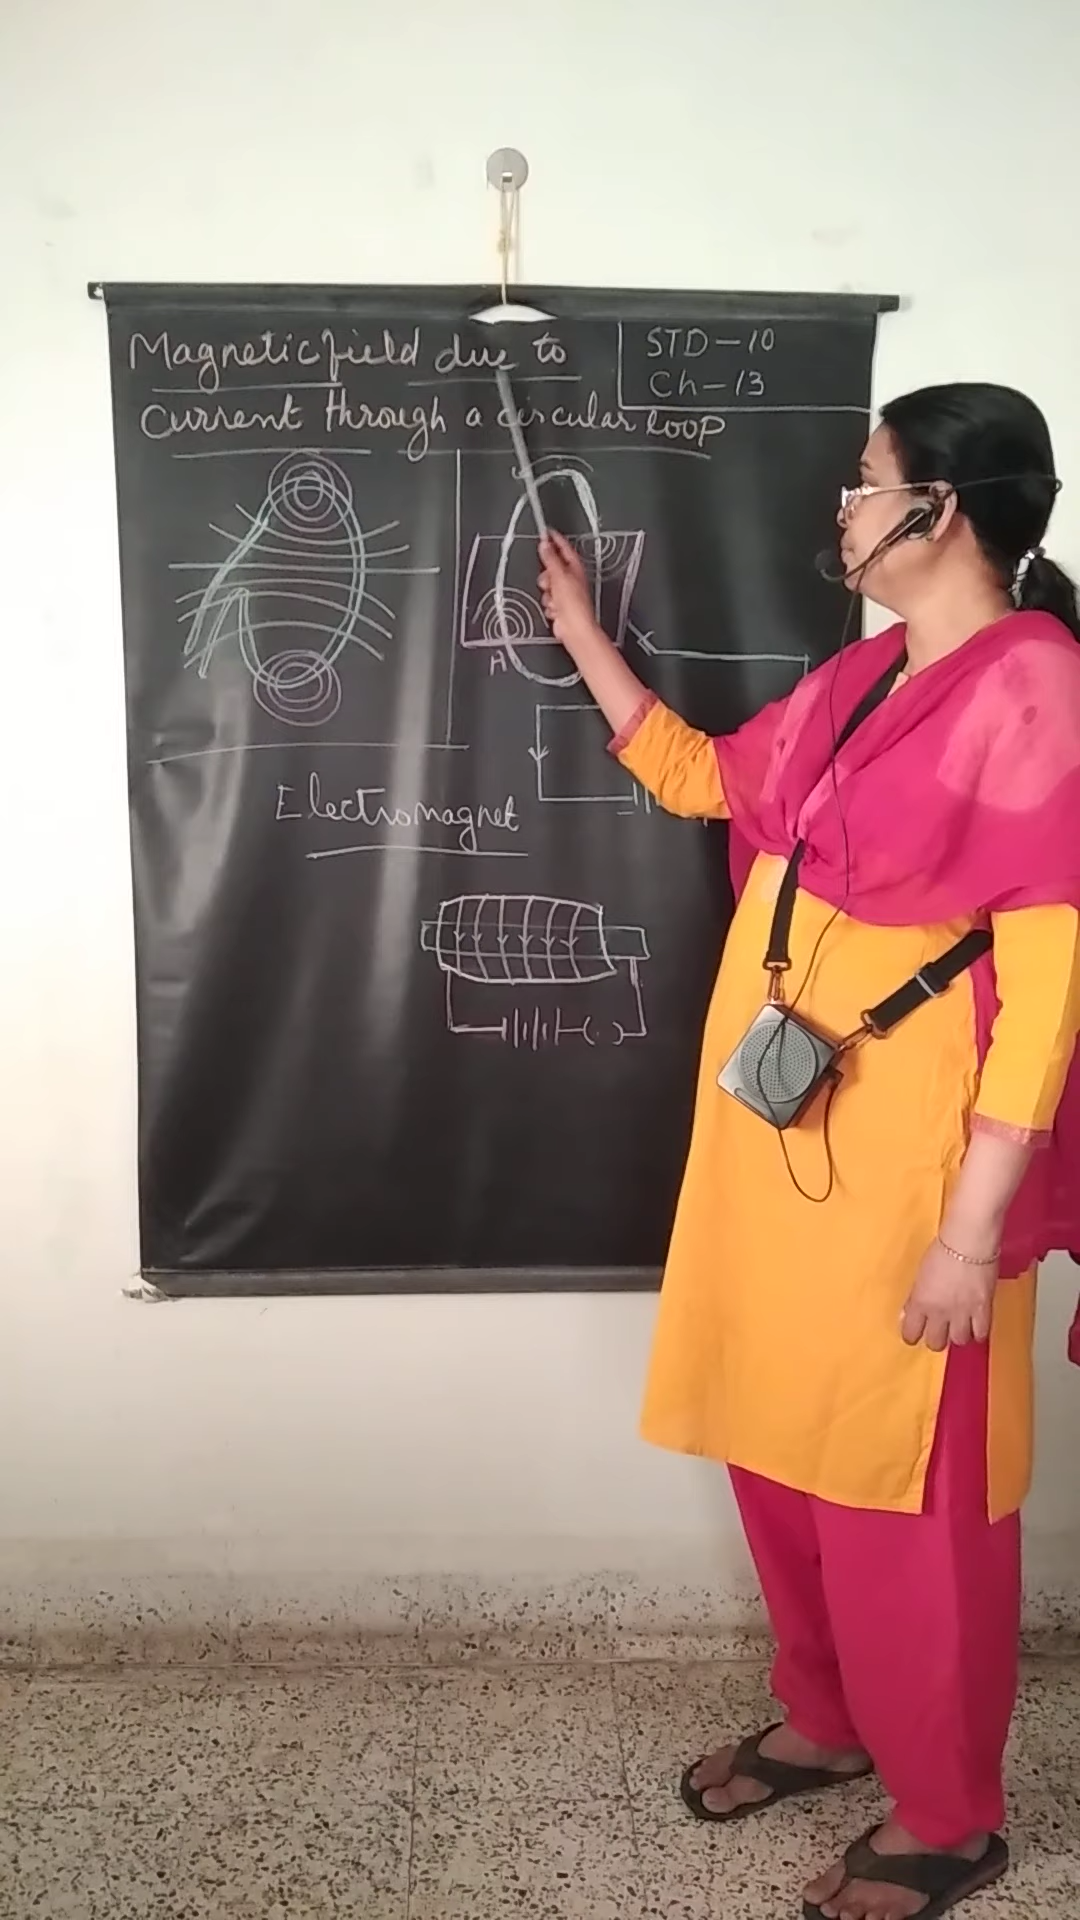 Magnetic field due to
current through a circular loop
STD-10
Ch-13
A
Electromagnet